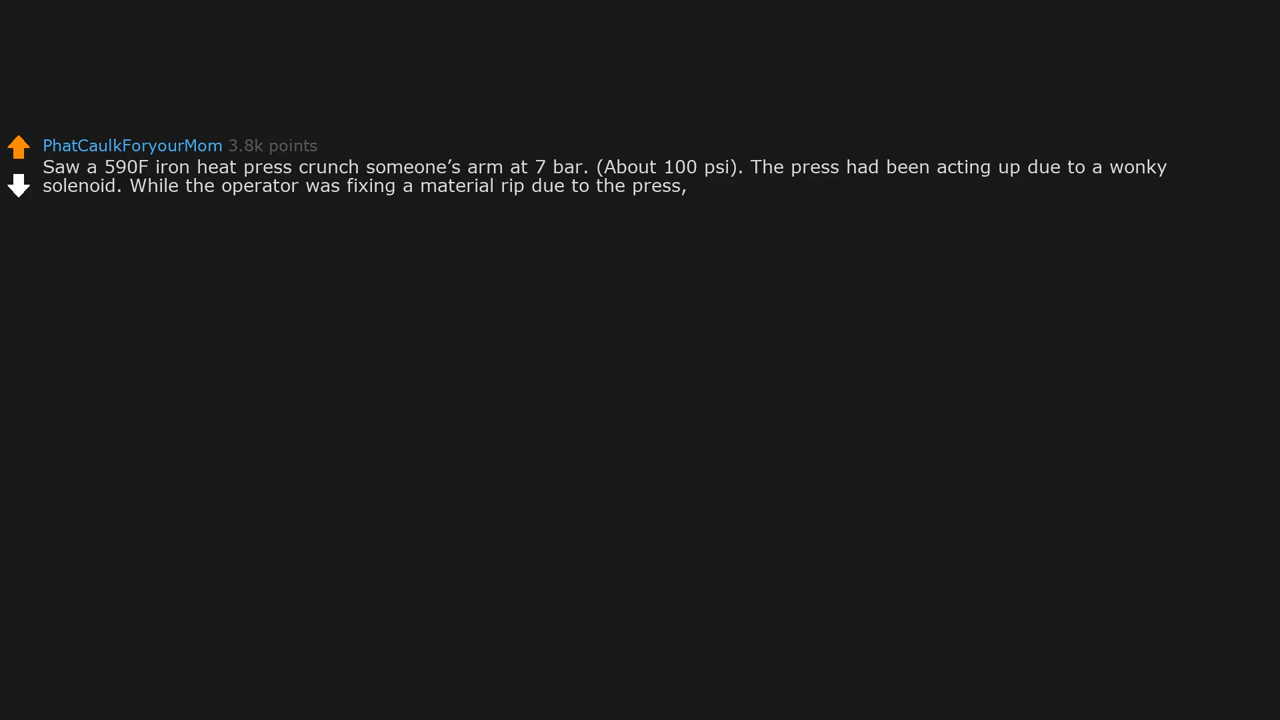 PhatCaulkForyourMom 3.8k points
Saw a 590F iron heat press crunch someone’s arm at 7 bar. (About 100 psi). The press had been acting up due to a wonky
solenoid. While the operator was fixing a material rip due to the press,